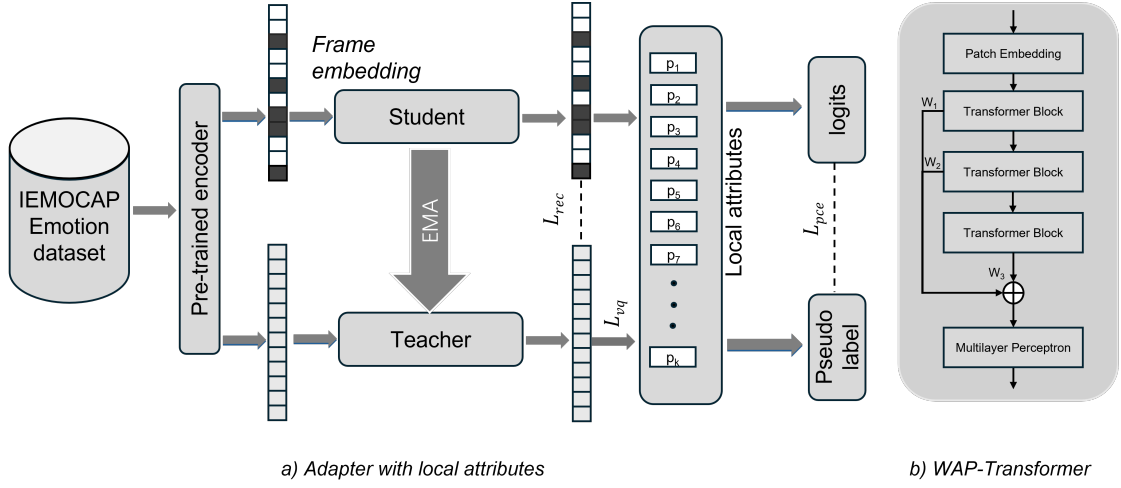 IEMOCAP
Emotion
dataset
Pre-trained encoder
Frame
embedding
Student
EMA
Teacher
L_rec
L_vq
p1
p2
p3
p4
p5
p6
p7
pk
Local attributes
logits
L_pce
Pseudo
label
a) Adapter with local attributes
Patch Embedding
W1
Transformer Block
W2
Transformer Block
Transformer Block
W3
Multilayer Perceptron
b) WAP-Transformer